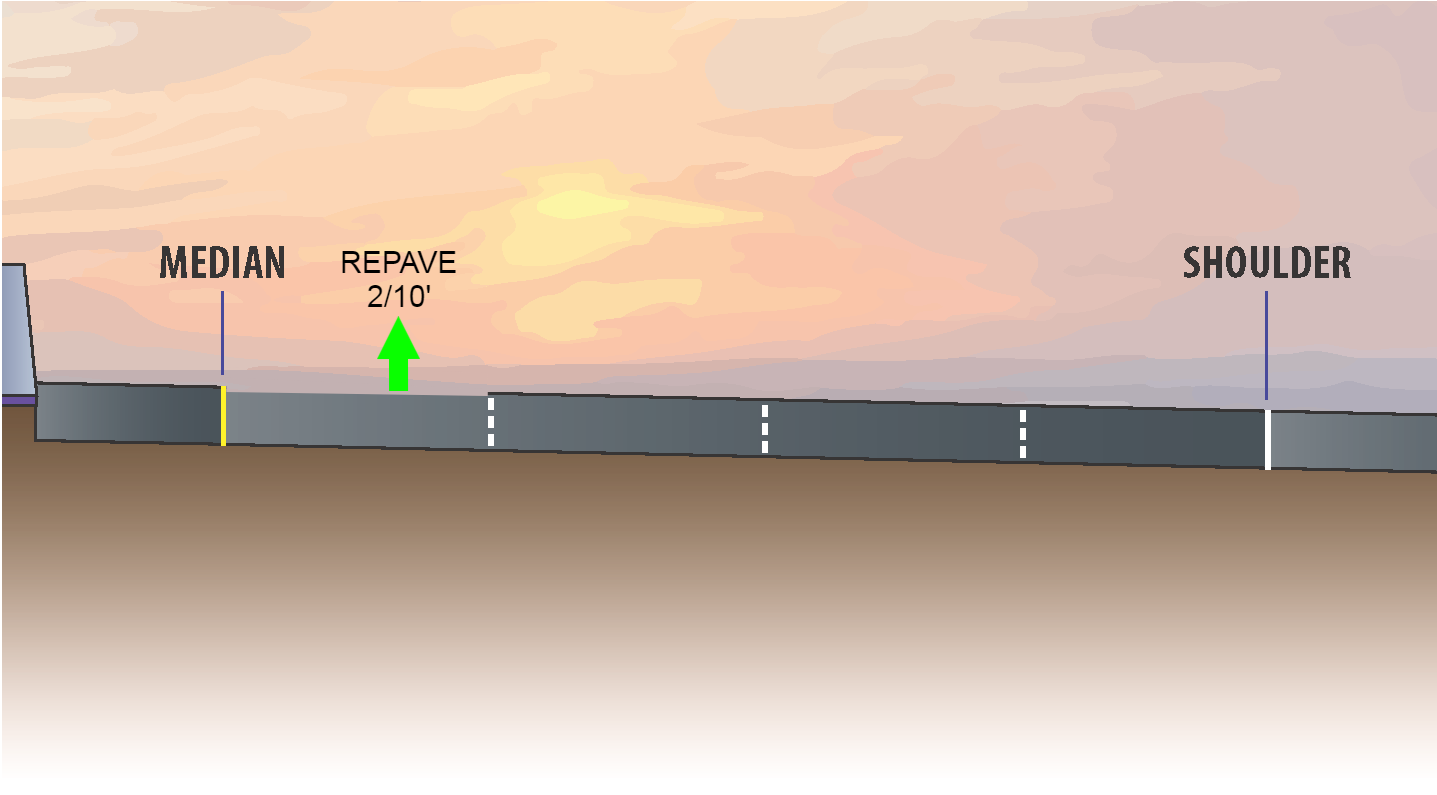 MEDIAN
REPAVE
2/10'
SHOULDER